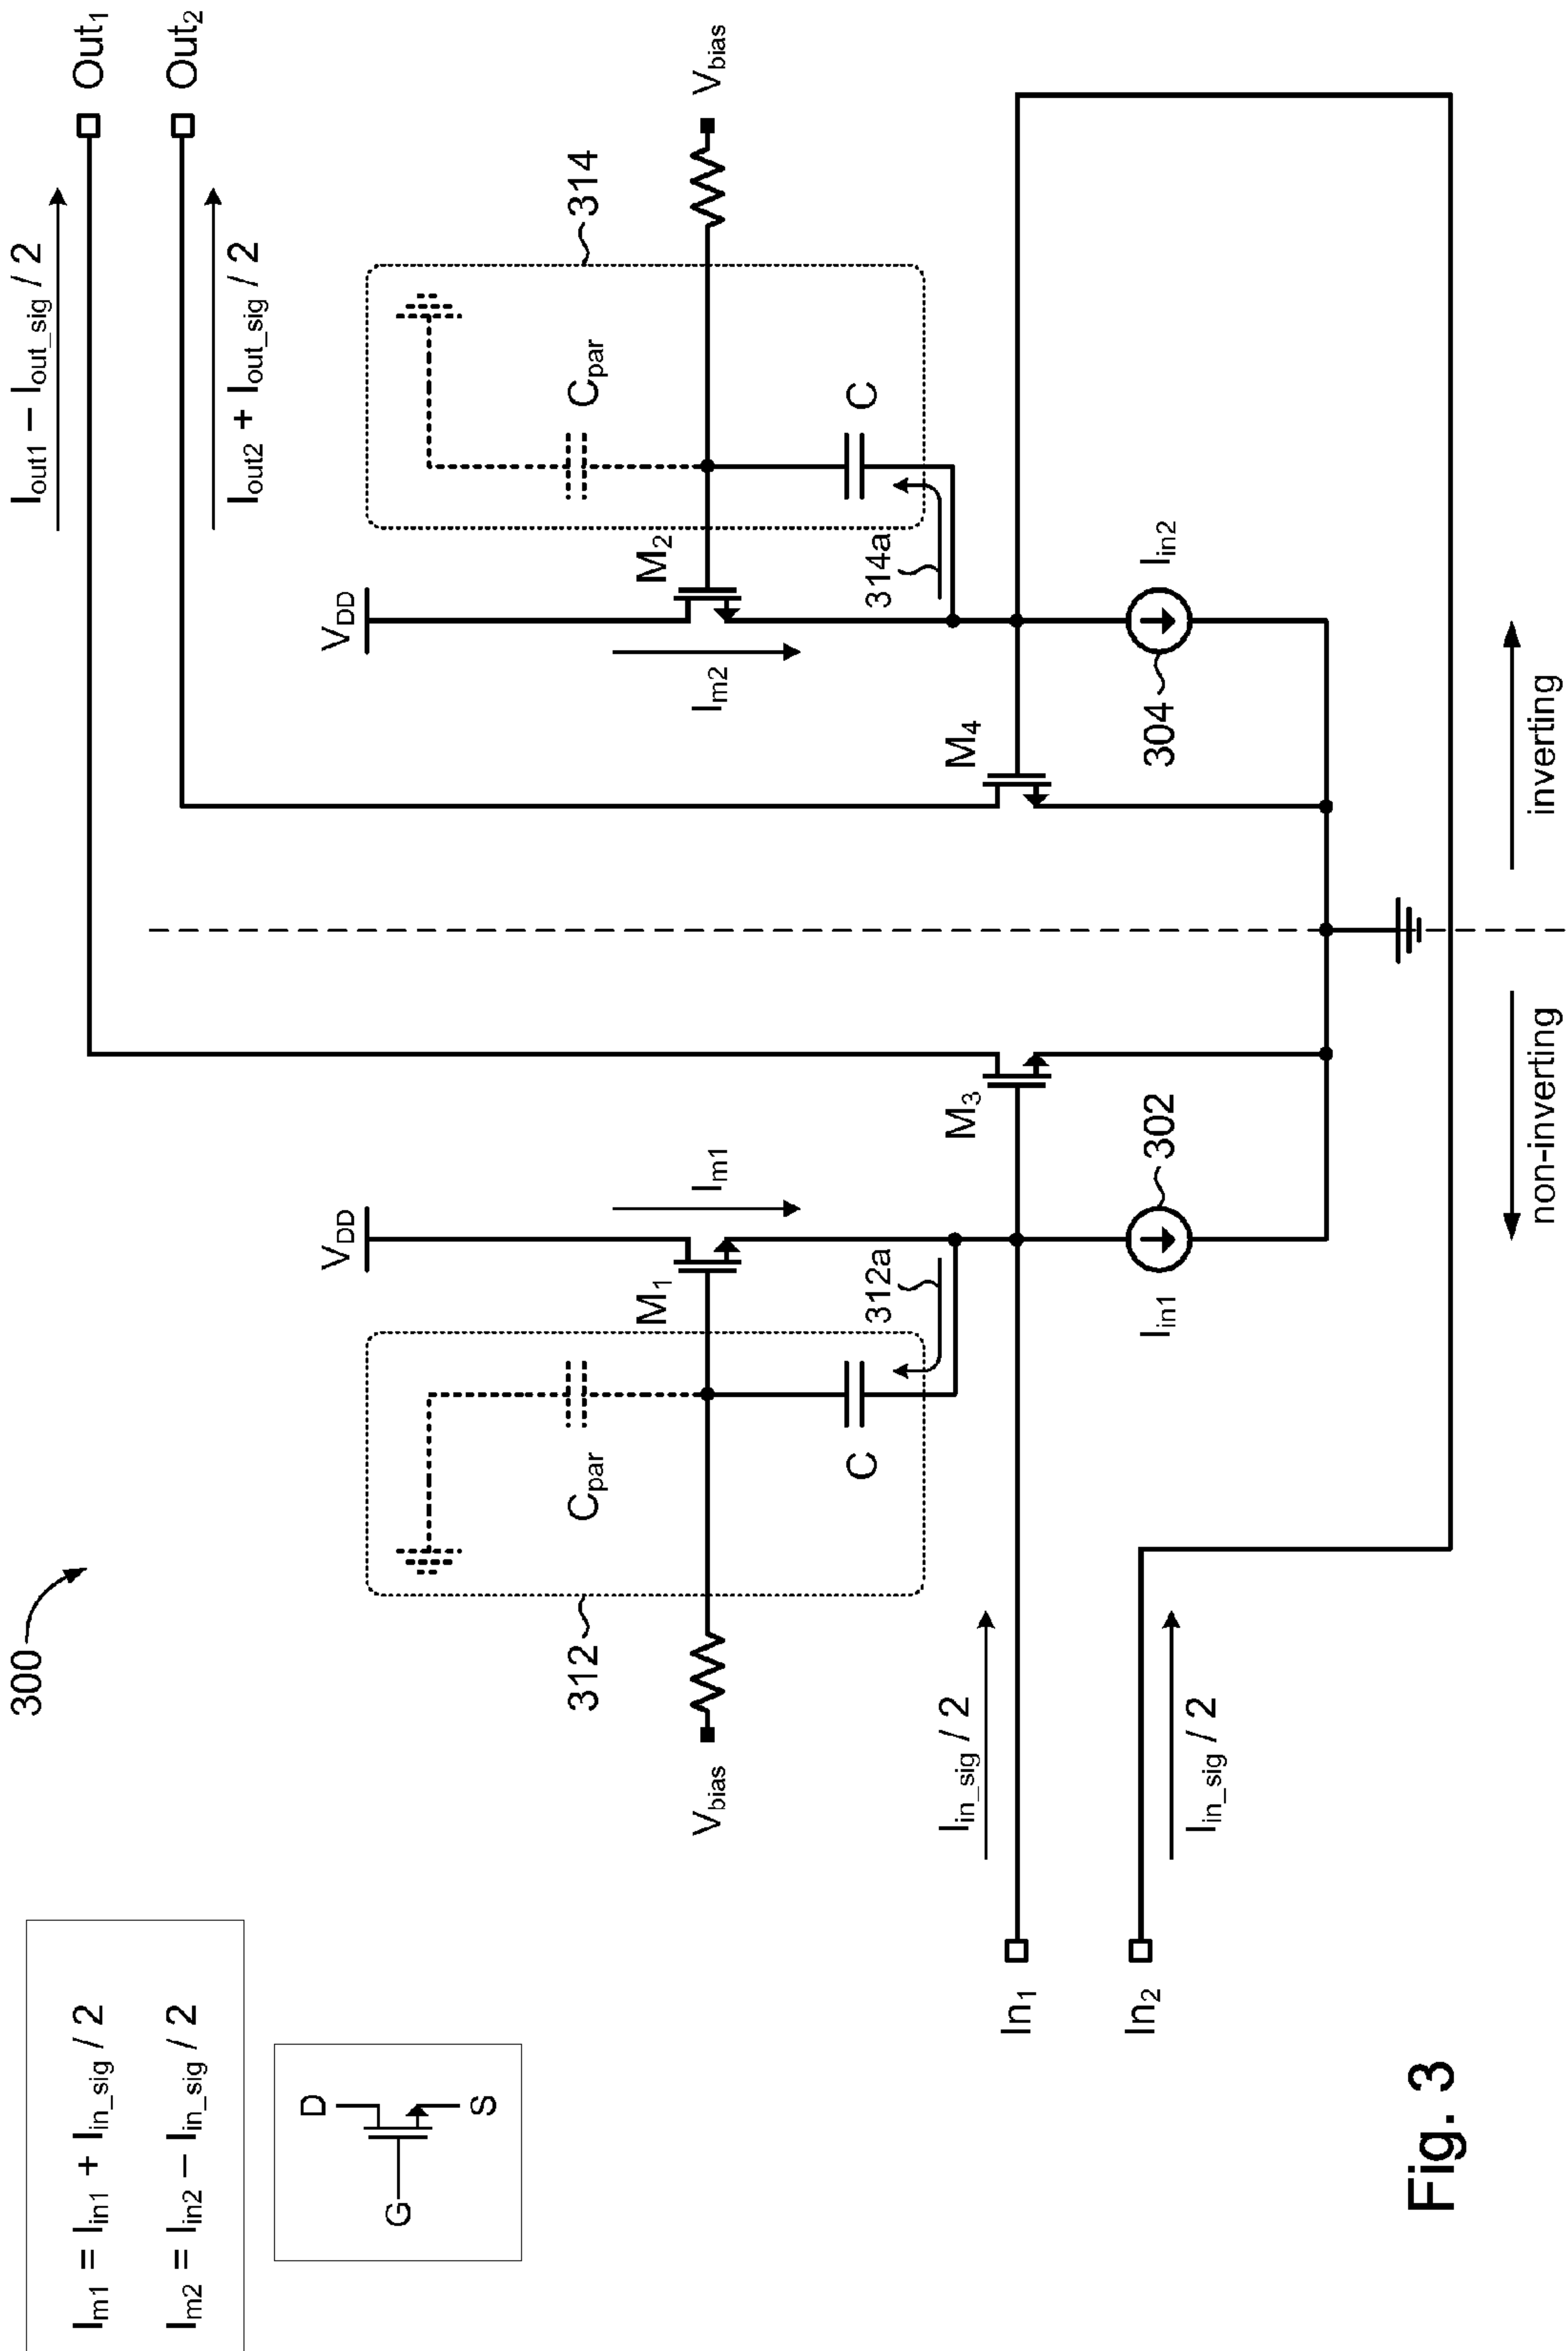 300
I_m1 = I_in1 + I_in_sig / 2
I_m2 = I_in2 − I_in_sig / 2
G
D
S
I_out1 − I_out_sig / 2
Out_1
I_out2 + I_out_sig / 2
Out_2
V_DD
V_DD
312
C_par
C
V_bias
M_1
I_m1
312a
314
C_par
C
V_bias
M_2
I_m2
314a
M_3
M_4
In_1
I_in_sig / 2
In_2
I_in_sig / 2
I_in1
302
304
I_in2
non-inverting
inverting
Fig. 3